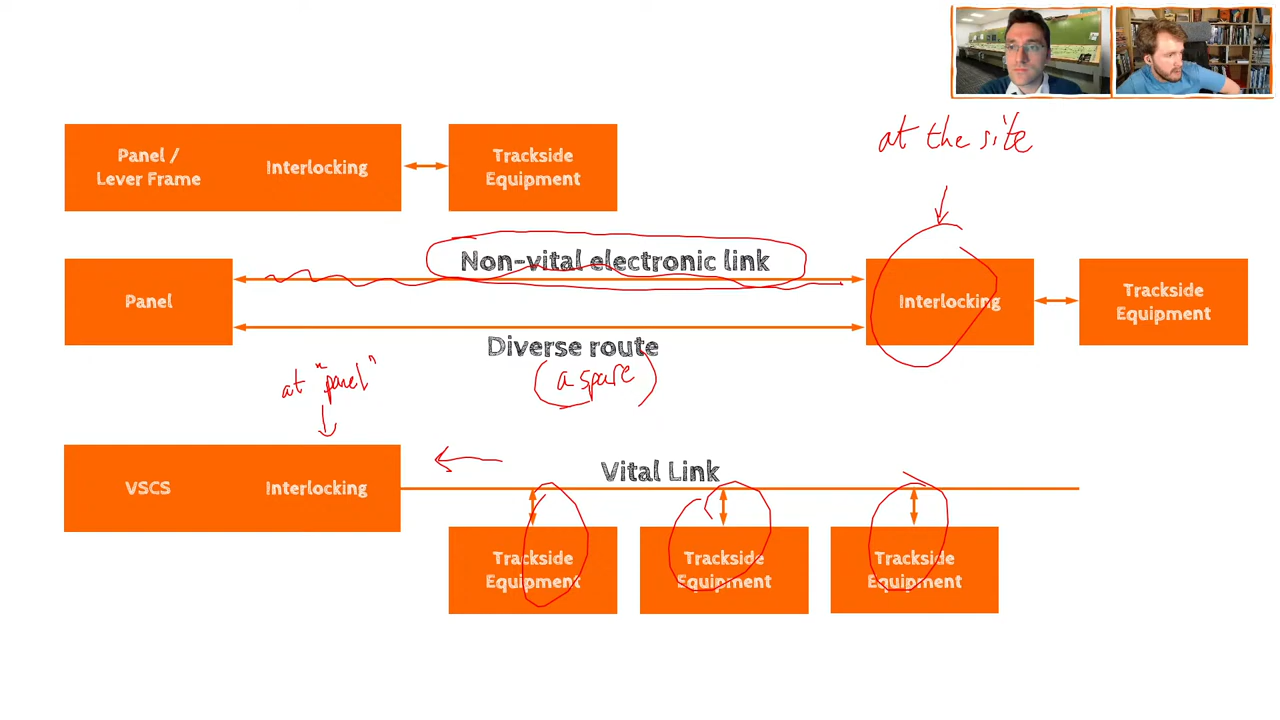 at the site
Panel /
Lever Frame
Interlocking
Trackside
Equipment
Non-vital electronic link
Panel
Interlocking
Trackside
Equipment
Diverse route
(a spare)
at "panel"
VSCS
Interlocking
Vital Link
Trackside
Equipment
Trackside
Equipment
Trackside
Equipment